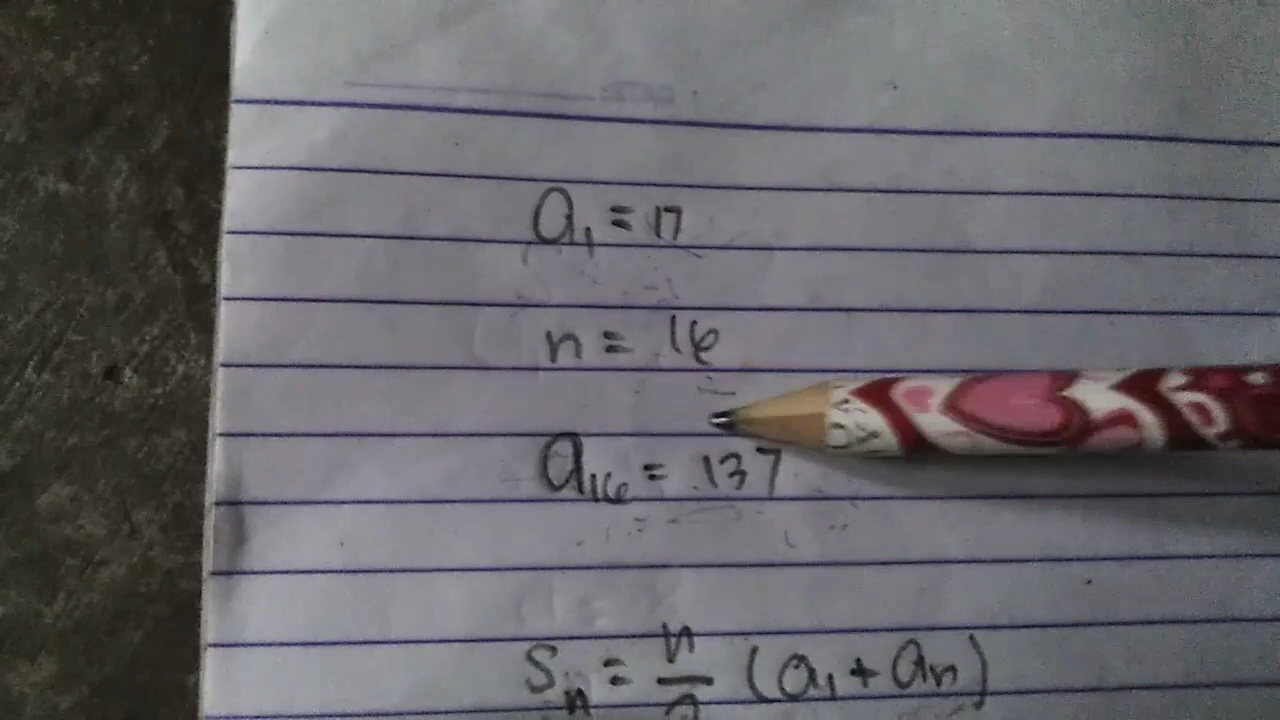 a₁ = 17
n = 16
a₁₆ = 137
Sₙ = n/2 (a₁ + aₙ)